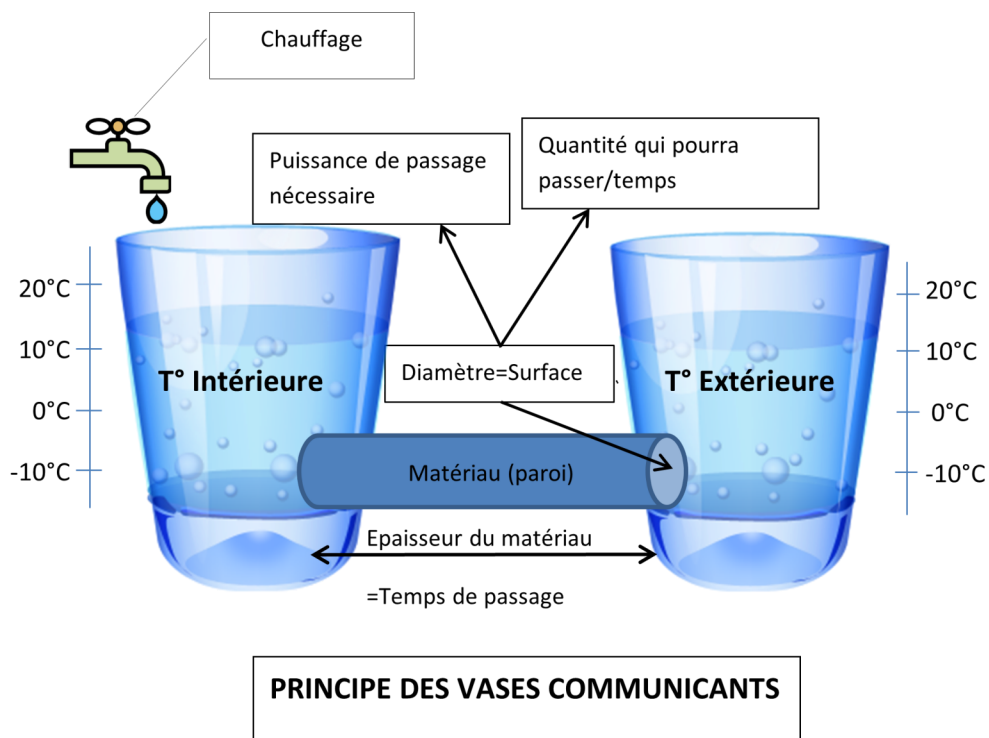 Chauffage
Puissance de passage
nécessaire
Quantité qui pourra
passer/temps
20°C
10°C
0°C
-10°C
T° Intérieure
Diamètre=Surface
T° Extérieure
20°C
10°C
0°C
-10°C
Matériau (paroi)
Epaisseur du matériau
=Temps de passage
PRINCIPE DES VASES COMMUNICANTS